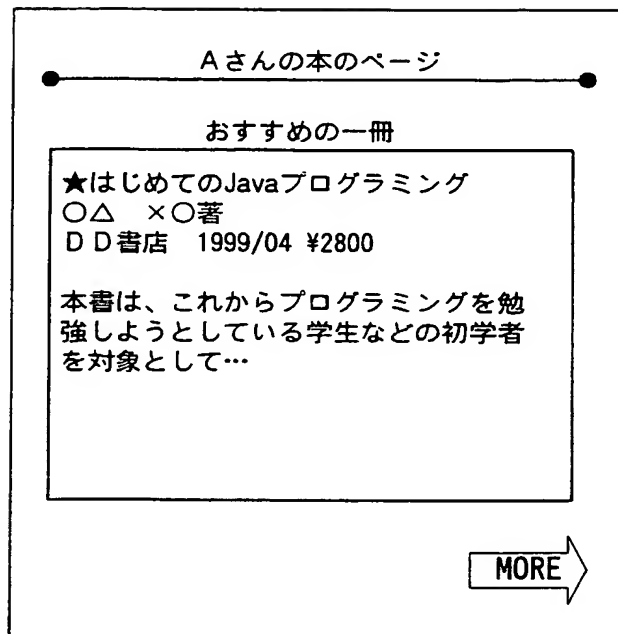 Aさんの本のページ
おすすめの一冊
★はじめてのJavaプログラミング
○△　×○著
ＤＤ書店　1999/04 ¥2800
本書は、これからプログラミングを勉
強しようとしている学生などの初学者
を対象として…
MORE